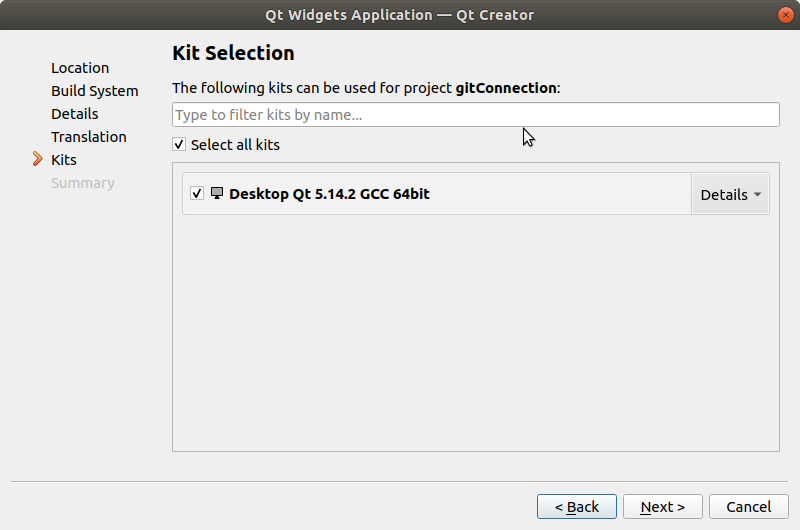 Qt Widgets Application — Qt Creator
Location
Build System
Details
Translation
Kits
Summary
Kit Selection
The following kits can be used for project gitConnection:
Type to filter kits by name...
Select all kits
Desktop Qt 5.14.2 GCC 64bit
Details
< Back
Next >
Cancel